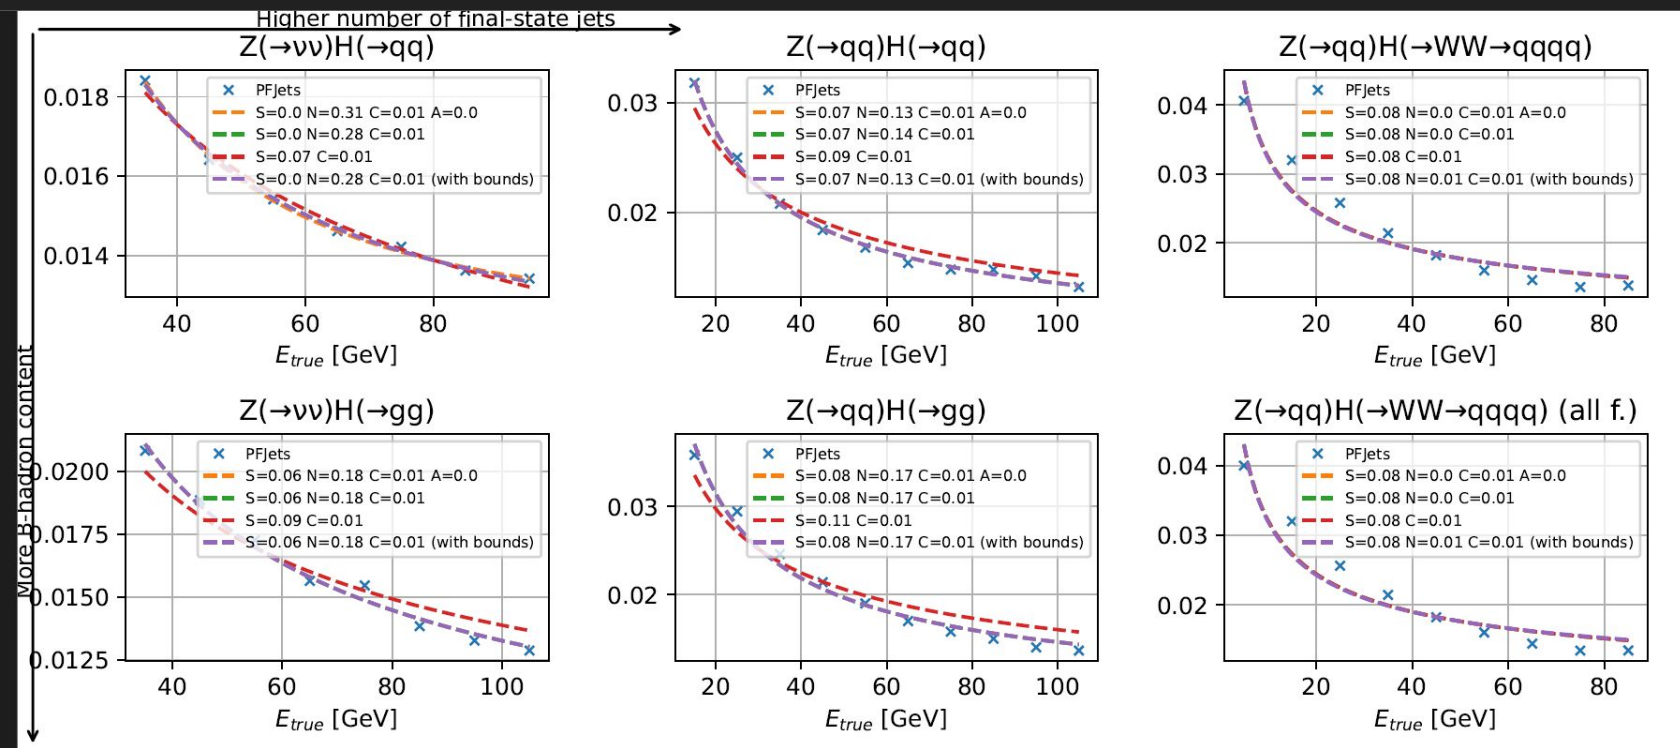 Higher number of final-state jets
More B-hadron content
Z(→νν)H(→qq)
0.018
0.016
0.014
PFJets
S=0.0 N=0.31 C=0.01 A=0.0
S=0.0 N=0.28 C=0.01
S=0.07 C=0.01
S=0.0 N=0.28 C=0.01 (with bounds)
40 60 80
E_true [GeV]
Z(→qq)H(→qq)
0.03
0.02
PFJets
S=0.07 N=0.13 C=0.01 A=0.0
S=0.07 N=0.14 C=0.01
S=0.09 C=0.01
S=0.07 N=0.13 C=0.01 (with bounds)
20 40 60 80 100
E_true [GeV]
Z(→qq)H(→WW→qqqq)
0.04
0.03
0.02
PFJets
S=0.08 N=0.0 C=0.01 A=0.0
S=0.08 N=0.0 C=0.01
S=0.08 C=0.01
S=0.08 N=0.01 C=0.01 (with bounds)
20 40 60 80
E_true [GeV]
Z(→νν)H(→gg)
0.0200
0.0175
0.0150
0.0125
PFJets
S=0.06 N=0.18 C=0.01 A=0.0
S=0.06 N=0.18 C=0.01
S=0.09 C=0.01
S=0.06 N=0.18 C=0.01 (with bounds)
40 60 80 100
E_true [GeV]
Z(→qq)H(→gg)
0.03
0.02
PFJets
S=0.08 N=0.17 C=0.01 A=0.0
S=0.08 N=0.17 C=0.01
S=0.11 C=0.01
S=0.08 N=0.17 C=0.01 (with bounds)
20 40 60 80 100
E_true [GeV]
Z(→qq)H(→WW→qqqq) (all f.)
0.04
0.03
0.02
PFJets
S=0.08 N=0.0 C=0.01 A=0.0
S=0.08 N=0.0 C=0.01
S=0.08 C=0.01
S=0.08 N=0.01 C=0.01 (with bounds)
20 40 60 80
E_true [GeV]